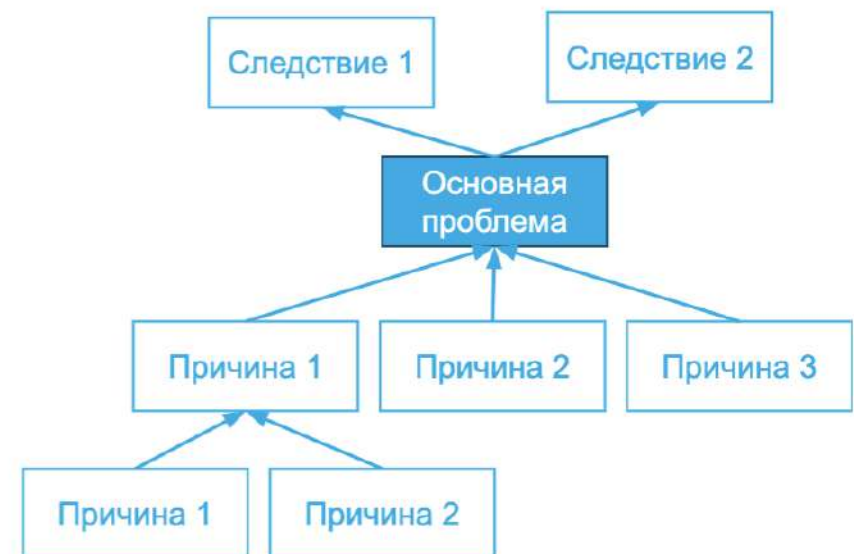 Следствие 1
Следствие 2
Основная
проблема
Причина 1
Причина 2
Причина 3
Причина 1
Причина 2